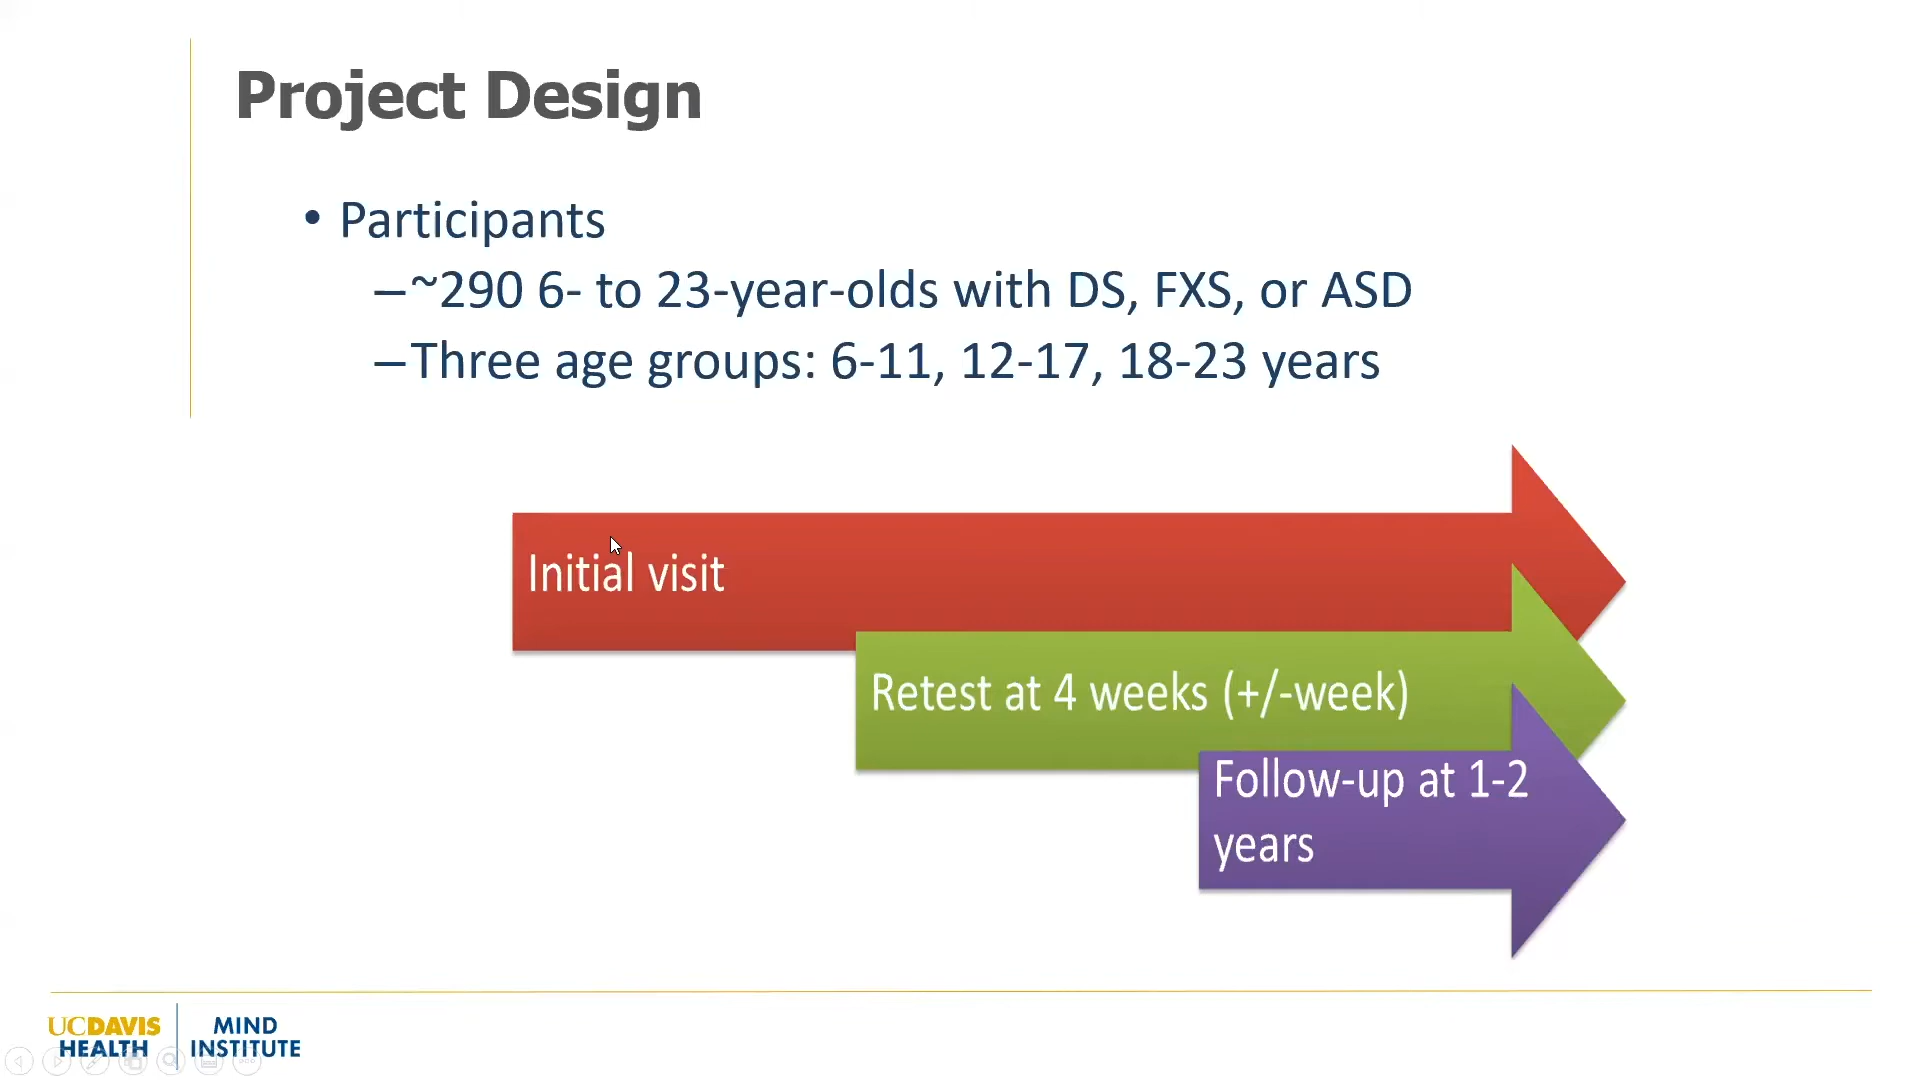 Project Design
• Participants
–~290 6- to 23-year-olds with DS, FXS, or ASD
–Three age groups: 6-11, 12-17, 18-23 years
Initial visit
Retest at 4 weeks (+/-week)
Follow-up at 1-2
years
UCDAVIS
HEALTH
MIND
INSTITUTE